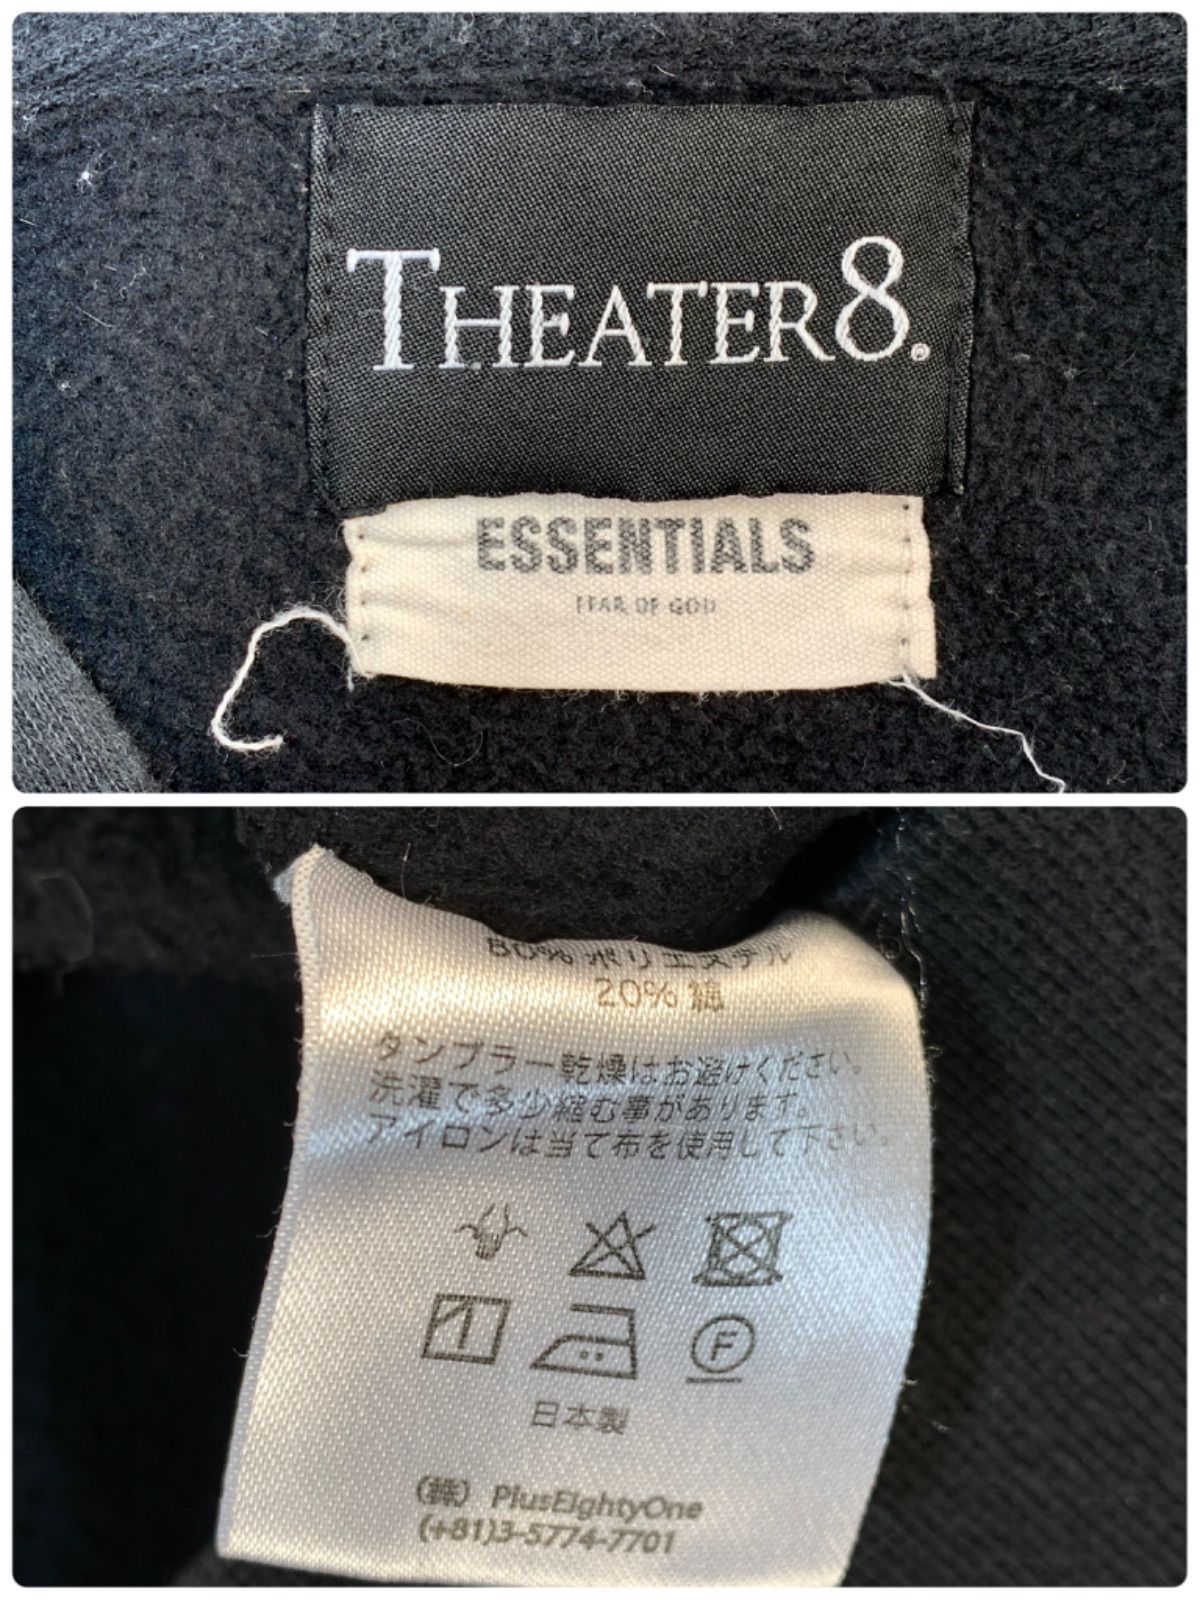 THEATER8.
ESSENTIALS
FEAR OF GOD
80% ポリエステル
20% 綿
タンブラー乾燥はお避けください。
洗濯で多少縮む事があります。
アイロンは当て布を使用して下さい。
F
日本製
(株) PlusEightyOne
(+81)3-5774-7701